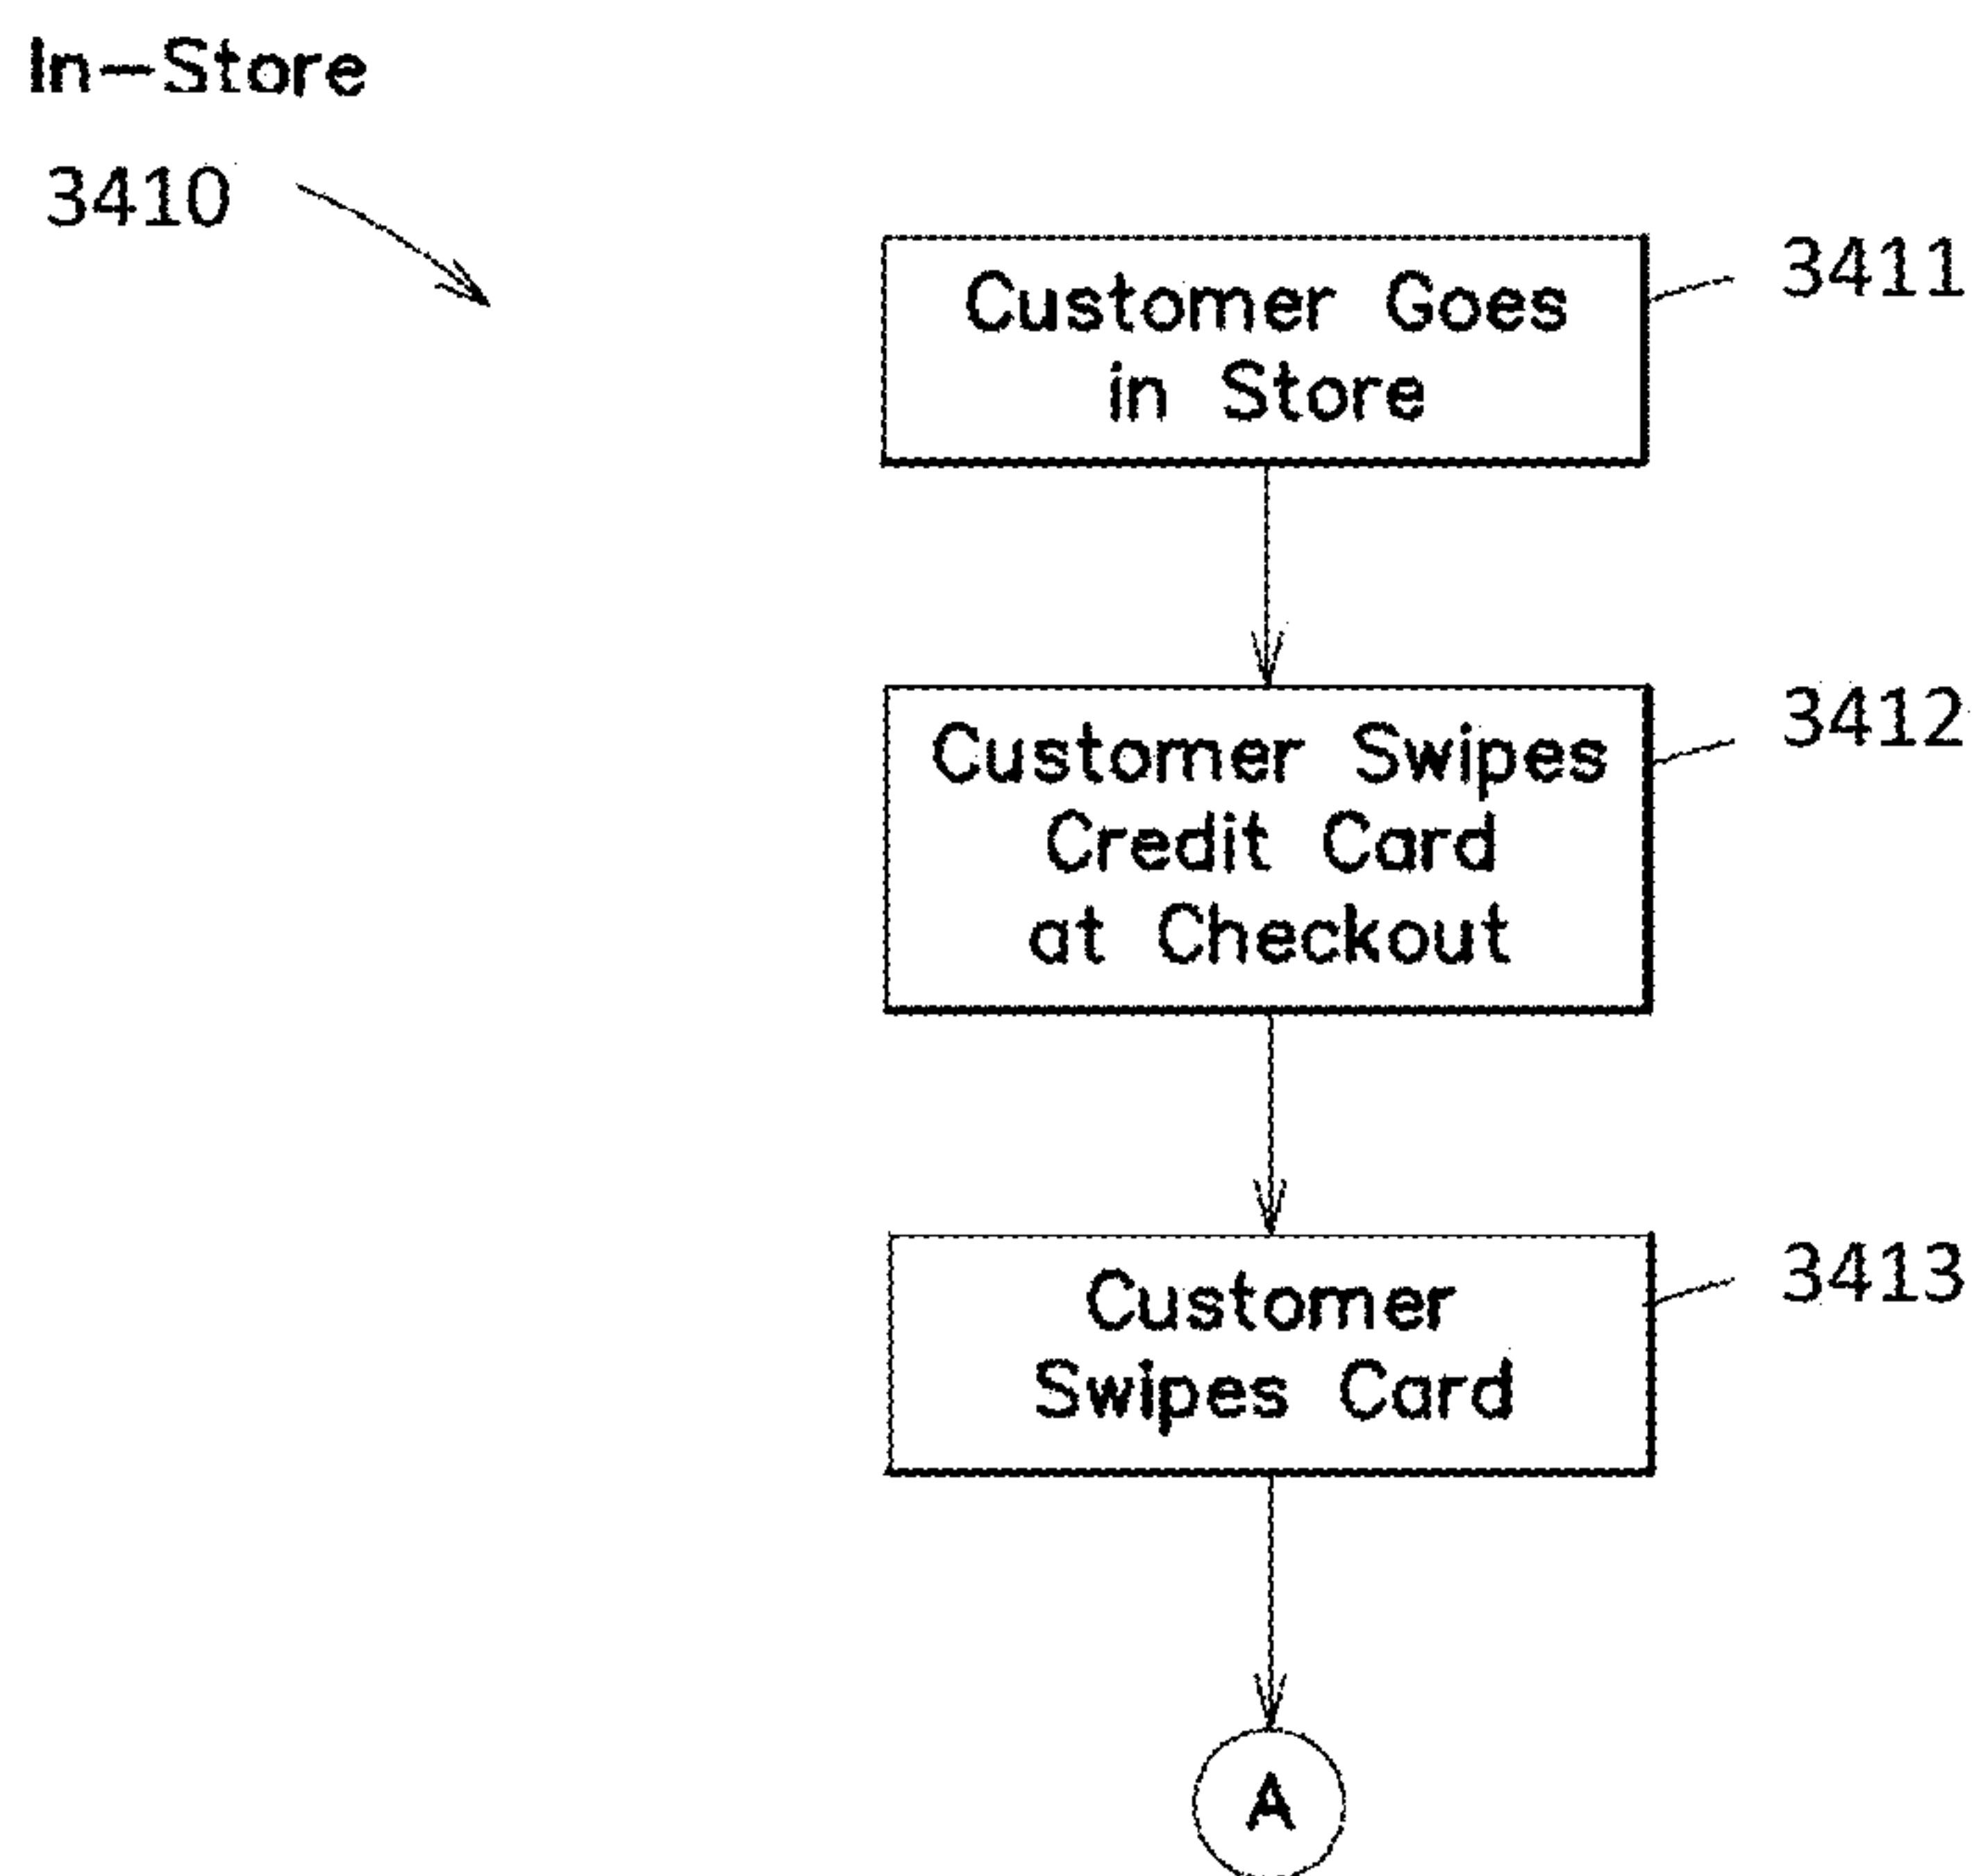 In-Store
3410
Customer Goes
in Store
3411
Customer Swipes
Credit Card
at Checkout
3412
Customer
Swipes Card
3413
A